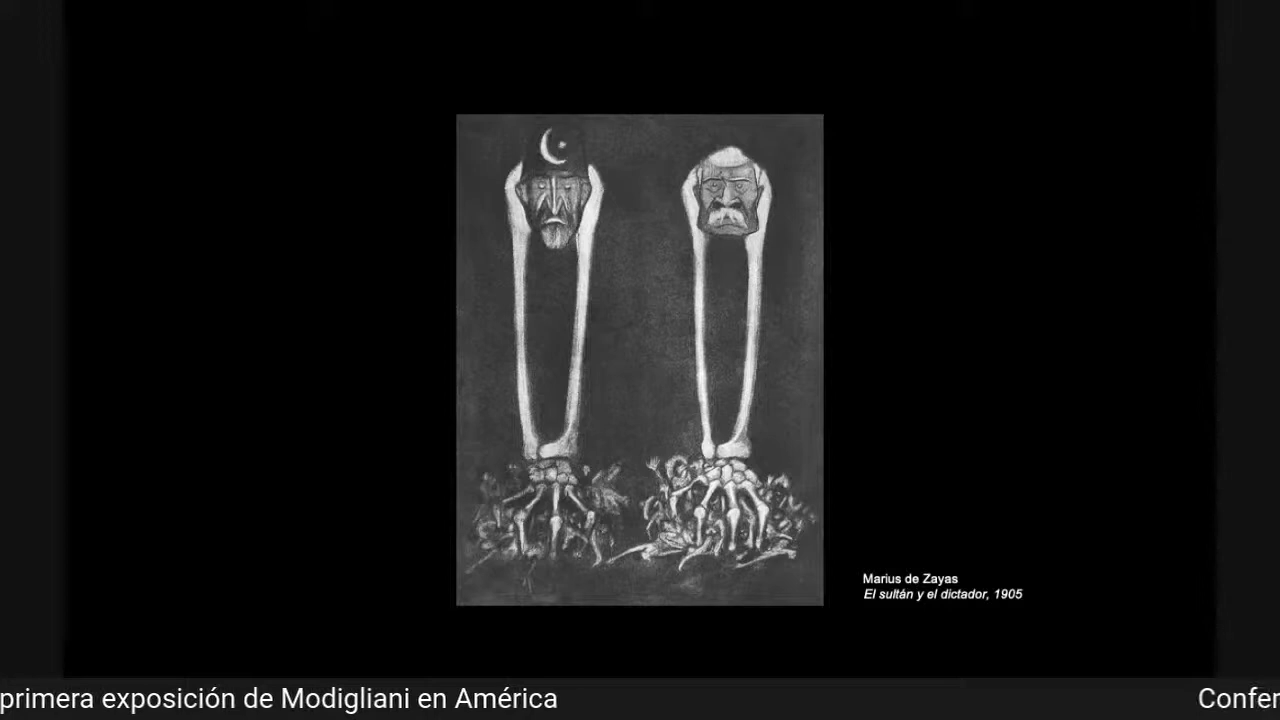 Marius de Zayas
El sultán y el dictador, 1905
primera exposición de Modigliani en América
Confer